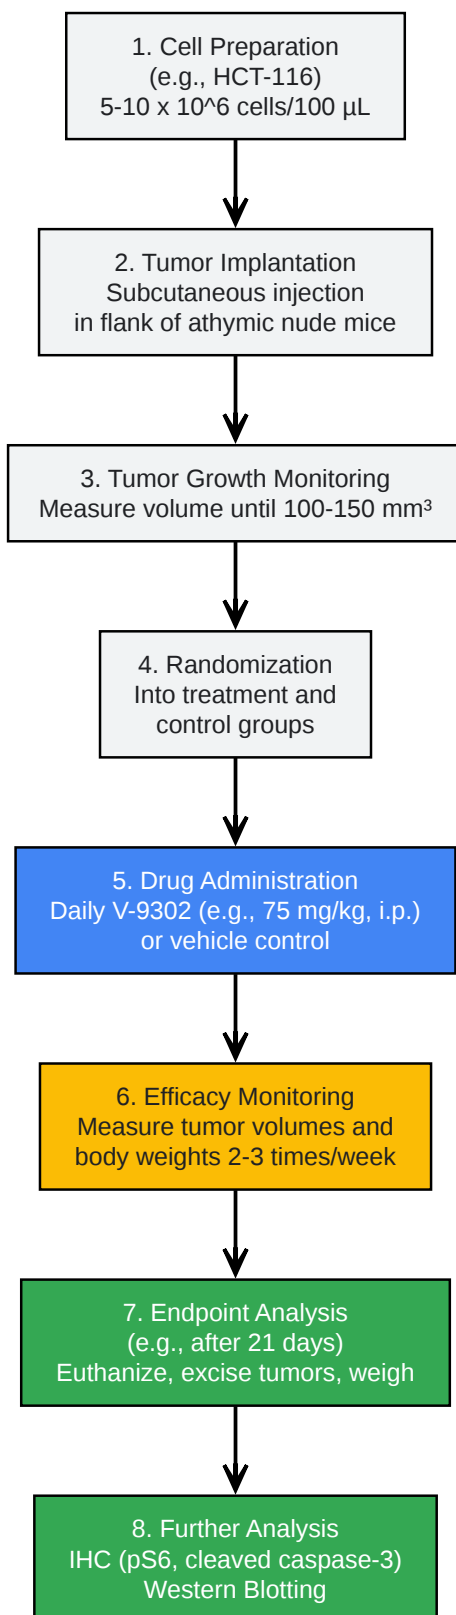 1. Cell Preparation
(e.g., HCT-116)
5-10 x 10^6 cells/100 µL
2. Tumor Implantation
Subcutaneous injection
in flank of athymic nude mice
3. Tumor Growth Monitoring
Measure volume until 100-150 mm³
4. Randomization
Into treatment and
control groups
5. Drug Administration
Daily V-9302 (e.g., 75 mg/kg, i.p.)
or vehicle control
6. Efficacy Monitoring
Measure tumor volumes and
body weights 2-3 times/week
7. Endpoint Analysis
(e.g., after 21 days)
Euthanize, excise tumors, weigh
8. Further Analysis
IHC (pS6, cleaved caspase-3)
Western Blotting